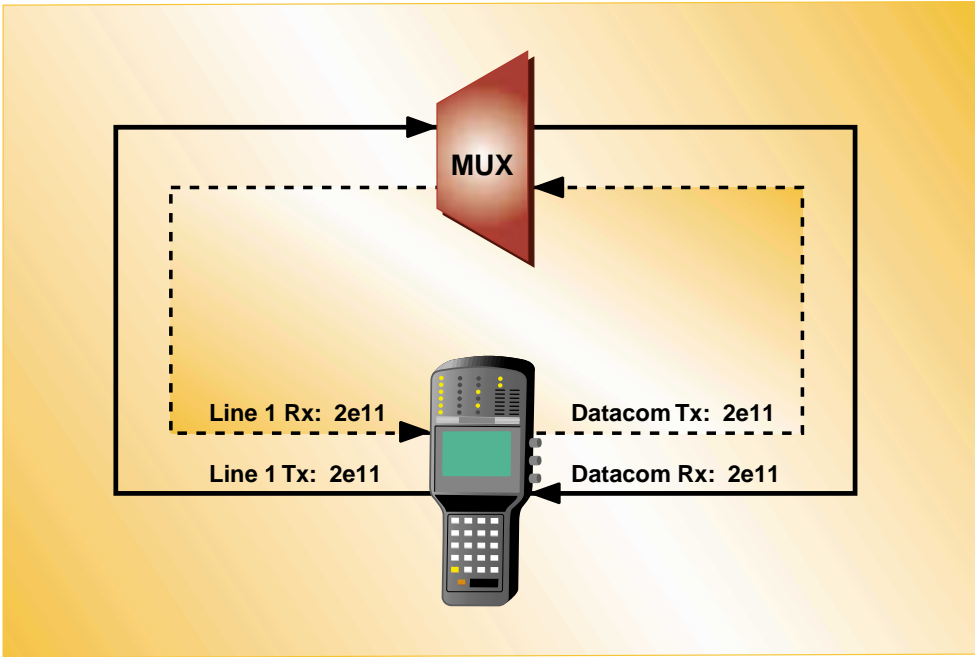 MUX
Line 1 Rx: 2e11
Datacom Tx: 2e11
Line 1 Tx: 2e11
Datacom Rx: 2e11